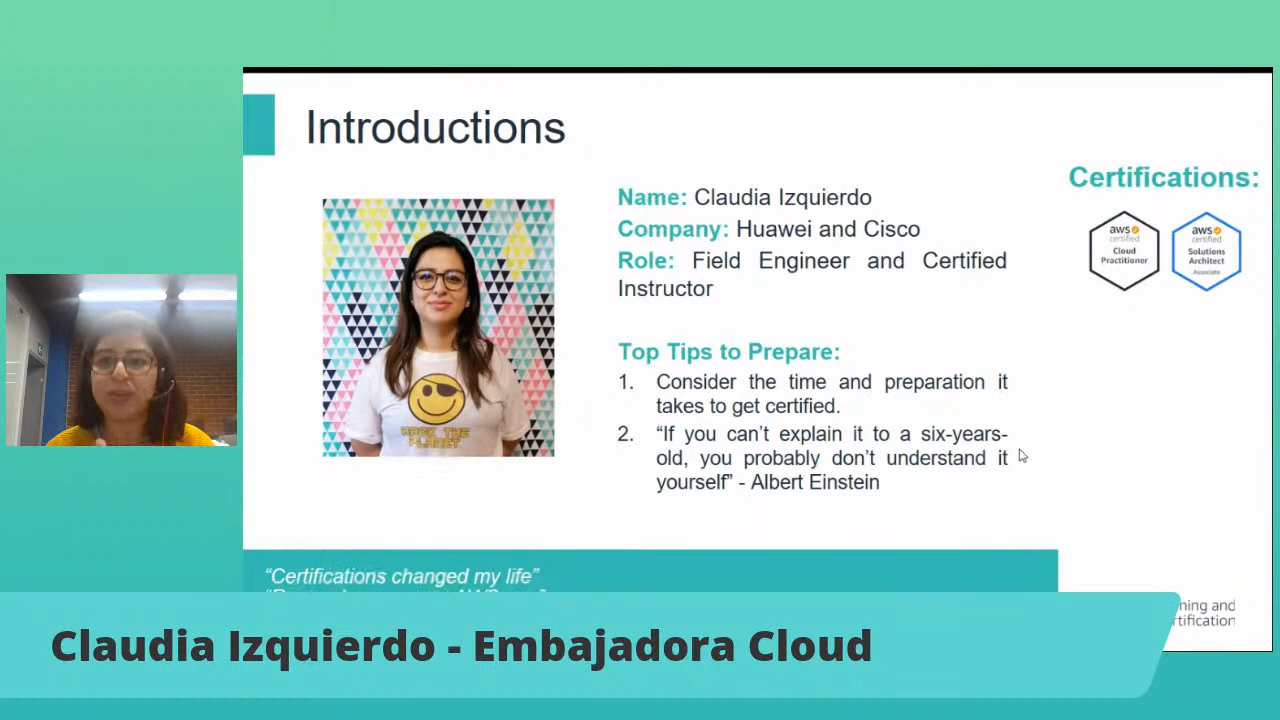 Introductions
Name: Claudia Izquierdo
Company: Huawei and Cisco
Role: Field Engineer and Certified
Instructor
Top Tips to Prepare:
1. Consider the time and preparation it
takes to get certified.
2. “If you can’t explain it to a six-years-
old, you probably don’t understand it
yourself” - Albert Einstein
Certifications:
aws
certified
Cloud
Practitioner
aws
certified
Solutions
Architect
Associate
HACK THE
PLANET
“Certifications changed my life”
ning and
rtification
Claudia Izquierdo - Embajadora Cloud